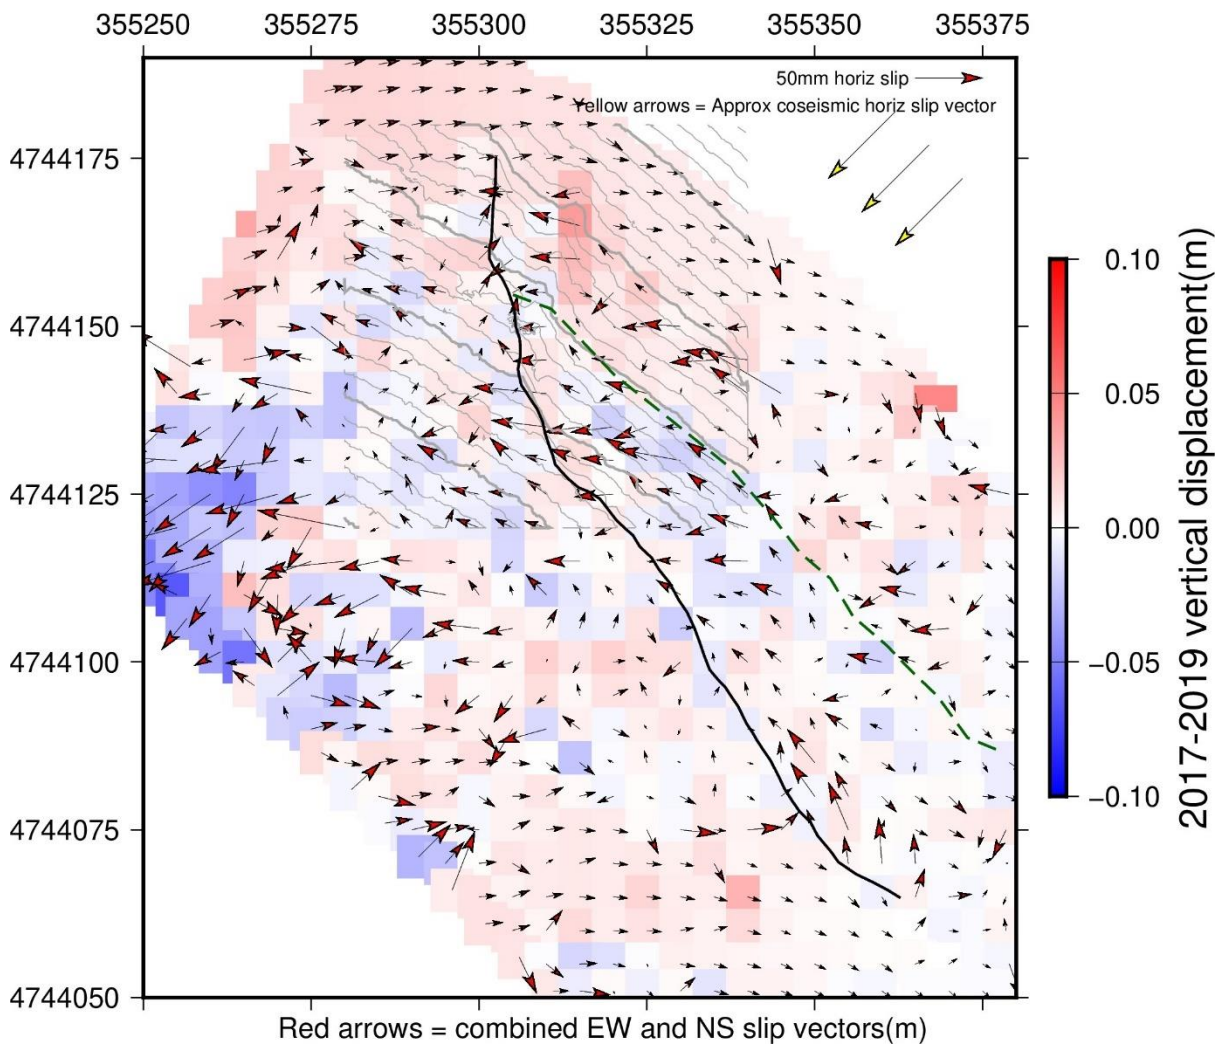 355250 355275 355300 355325 355350 355375
50mm horiz slip
Yellow arrows = Approx coseismic horiz slip vector
4744175
4744150
4744125
4744100
4744075
4744050
0.10
0.05
0.00
−0.05
−0.10
2017-2019 vertical displacement(m)
Red arrows = combined EW and NS slip vectors(m)